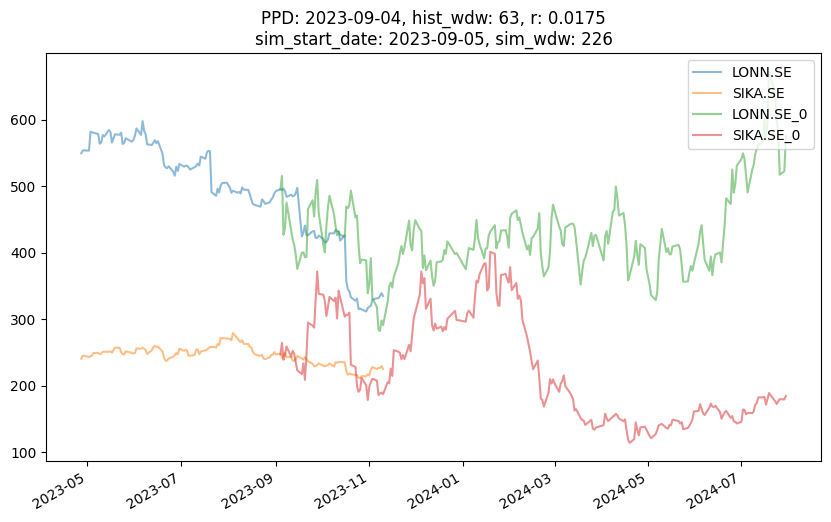 PPD: 2023-09-04, hist_wdw: 63, r: 0.0175
sim_start_date: 2023-09-05, sim_wdw: 226
LONN.SE
SIKA.SE
LONN.SE_0
SIKA.SE_0
600
500
400
300
200
100
2023-05
2023-07
2023-09
2023-11
2024-01
2024-03
2024-05
2024-07